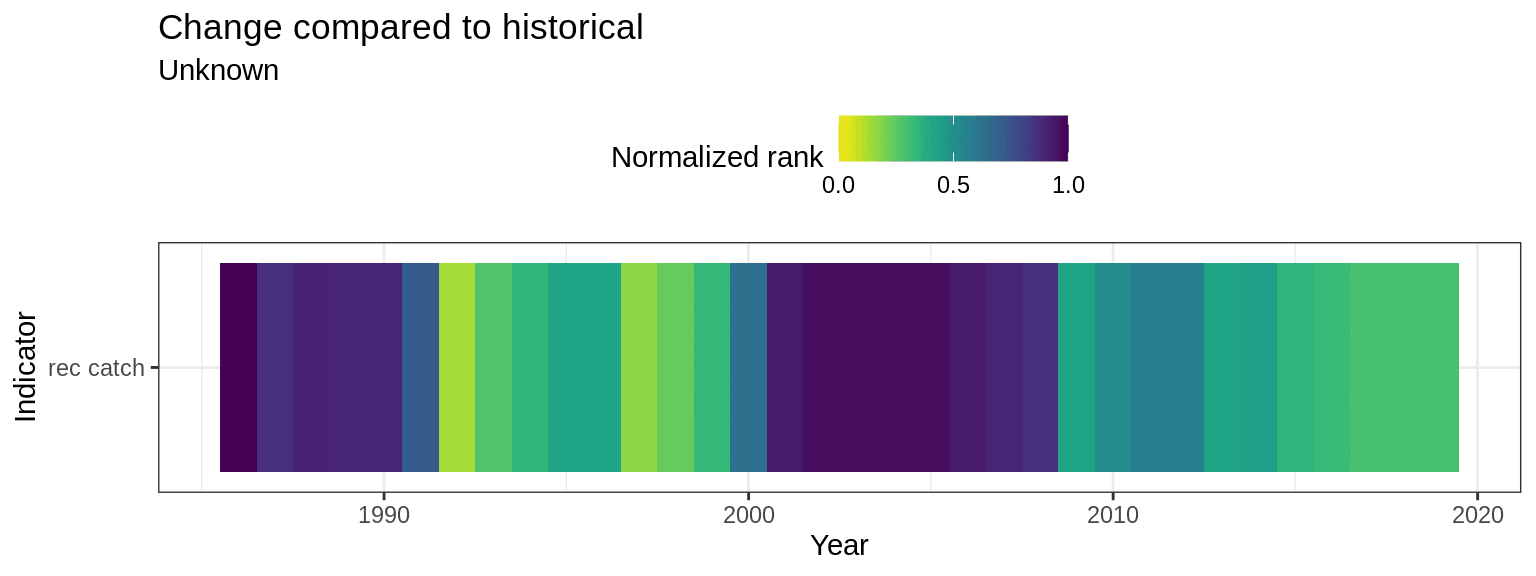 Change compared to historical
Unknown
Normalized rank
0.0 0.5 1.0
Indicator
rec catch
1990 2000 2010 2020
Year